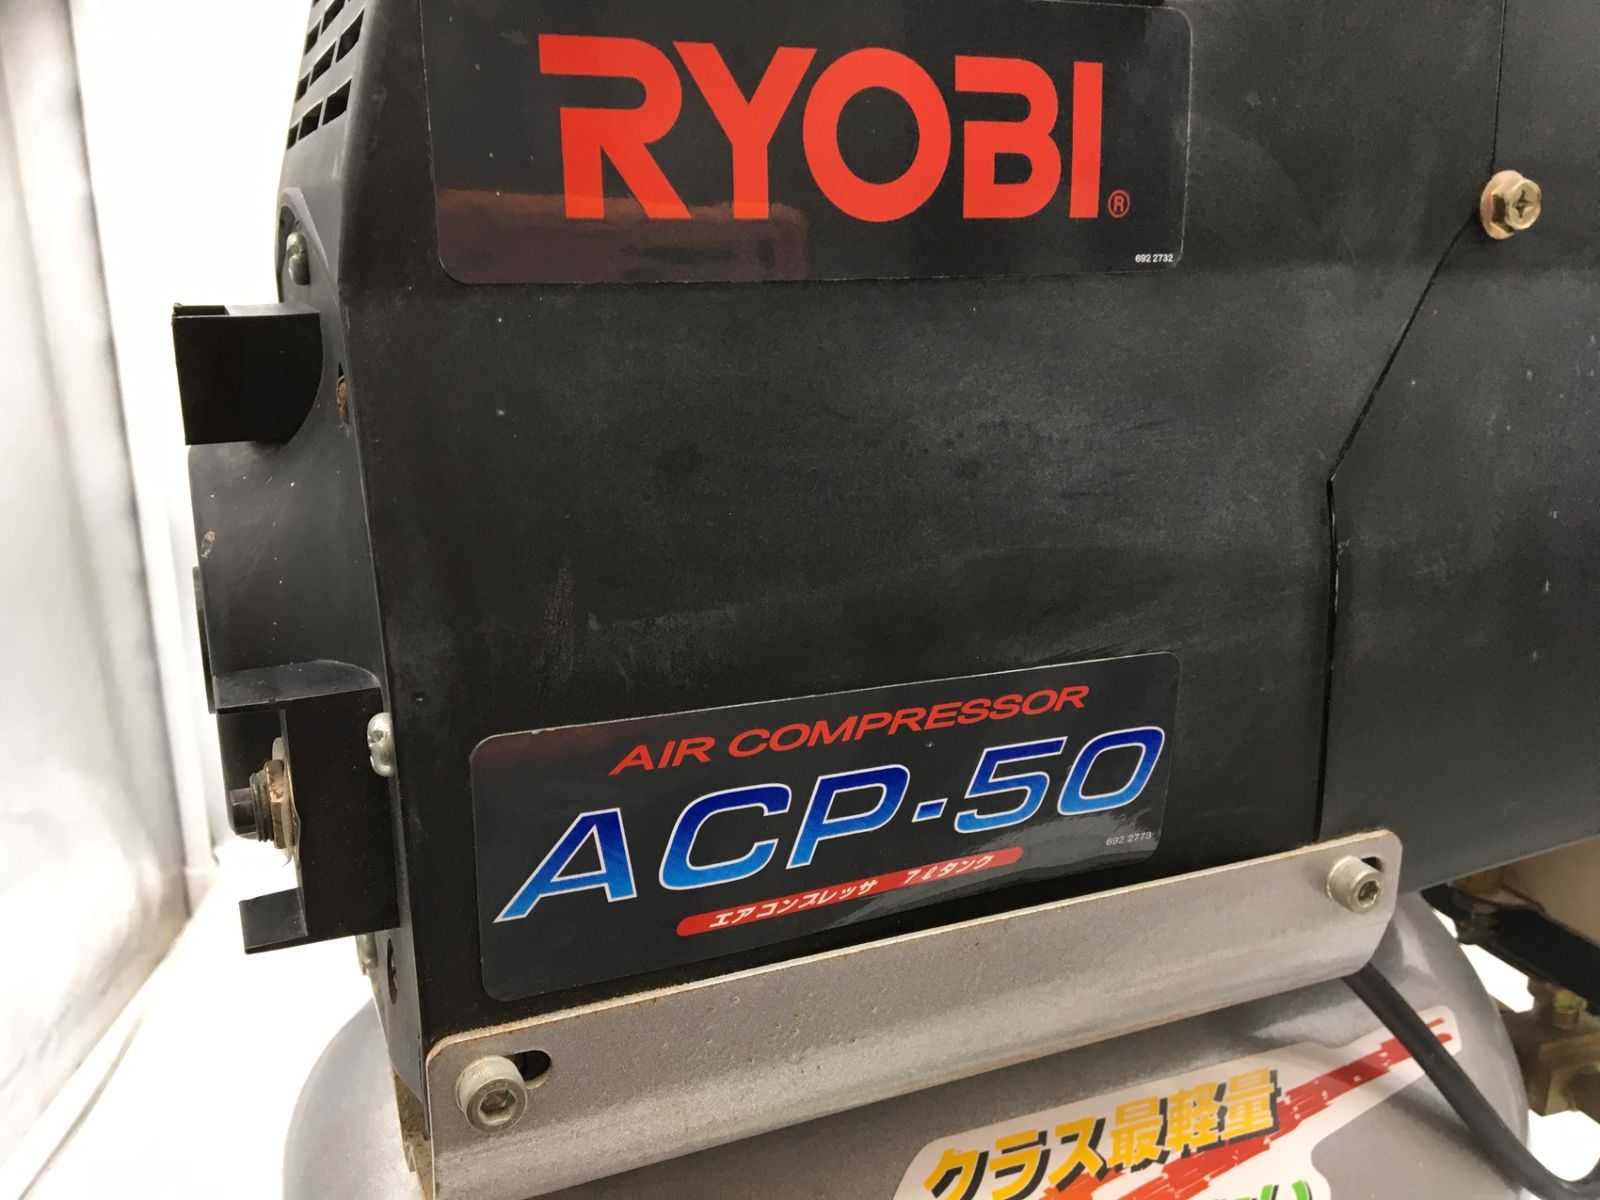 RYOBI®
692 2732
AIR COMPRESSOR
ACP-50
692 2773
エアコンプレッサ 7ℓタンク
クラス最軽量